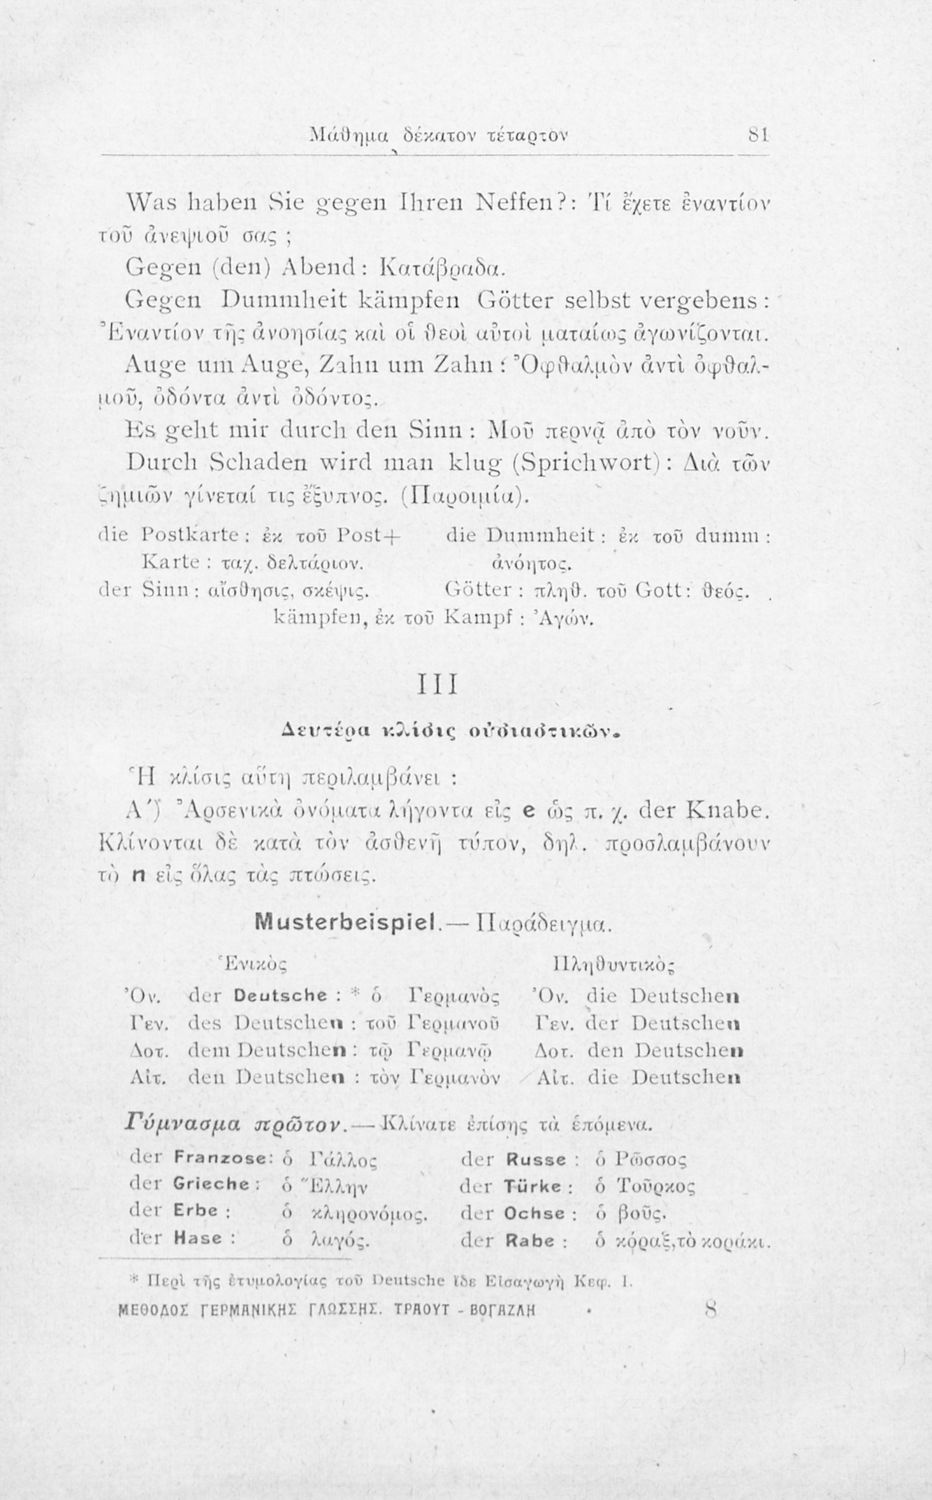 Μάθημα δέκατον τέταρτον 81
Was haben Sie gegen Ihren Neffen?: Τί ἔχετε ἐναντίον
τοῦ ἀνεψιοῦ σας ;
Gegen (den) Abend : Κατάβραδα.
Gegen Dummheit kämpfen Götter selbst vergebens :
Ἐναντίον τῆς ἀνοησίας καὶ οἱ θεοὶ αὐτοὶ ματαίως ἀγωνίζονται.
Auge um Auge, Zahn um Zahn : Ὀφθαλμὸν ἀντὶ ὀφθαλ-
μοῦ, ὀδόντα ἀντὶ ὀδόντος.
Es geht mir durch den Sinn : Μοῦ περνᾷ ἀπὸ τὸν νοῦν.
Durch Schaden wird man klug (Sprichwort) : Διὰ τῶν
ζημιῶν γίνεταί τις ἔξυπνος. (Παροιμία).
die Postkarte : ἐκ τοῦ Post+ die Dummheit : ἐκ τοῦ dumm :
Karte : ταχ. δελτάριον. ἀνόητος.
der Sinn : αἴσθησις, σκέψις. Götter : πληθ. τοῦ Gott : θεός.
kämpfen, ἐκ τοῦ Kampf : Ἀγών.
III
Δευτέρα κλίσις οὐσιαστικῶν.
Ἡ κλίσις αὕτη περιλαμβάνει :
Α΄) Ἀρσενικὰ ὀνόματα λήγοντα εἰς e ὡς π. χ. der Knabe.
Κλίνονται δὲ κατὰ τὸν ἀσθενῆ τύπον, δηλ. προσλαμβάνουν
τὸ n εἰς ὅλας τὰς πτώσεις.
Musterbeispiel.— Παράδειγμα.
Ἑνικὸς Πληθυντικὸς
Ὀν. der Deutsche : * ὁ Γερμανὸς Ὀν. die Deutschen
Γεν. des Deutschen : τοῦ Γερμανοῦ Γεν. der Deutschen
Δοτ. dem Deutschen : τῷ Γερμανῷ Δοτ. den Deutschen
Αἰτ. den Deutschen : τὸν Γερμανὸν Αἰτ. die Deutschen
Γύμνασμα πρῶτον.— Κλίνατε ἐπίσης τὰ ἑπόμενα.
der Franzose: ὁ Γάλλος der Russe : ὁ Ρῶσσος
der Grieche : ὁ Ἕλλην der Türke : ὁ Τοῦρκος
der Erbe : ὁ κληρονόμος. der Ochse : ὁ βοῦς.
der Hase : ὁ λαγός. der Rabe : ὁ κόραξ, τὸ κοράκι.
* Περὶ τῆς ἐτυμολογίας τοῦ Deutsche ἴδε Εἰσαγωγὴ Κεφ. 1.
ΜΕΘΟΔΟΣ ΓΕΡΜΑΝΙΚΗΣ ΓΛΩΣΣΗΣ. ΤΡΑΟΥΤ - ΒΟΓΑΖΛΗ 8